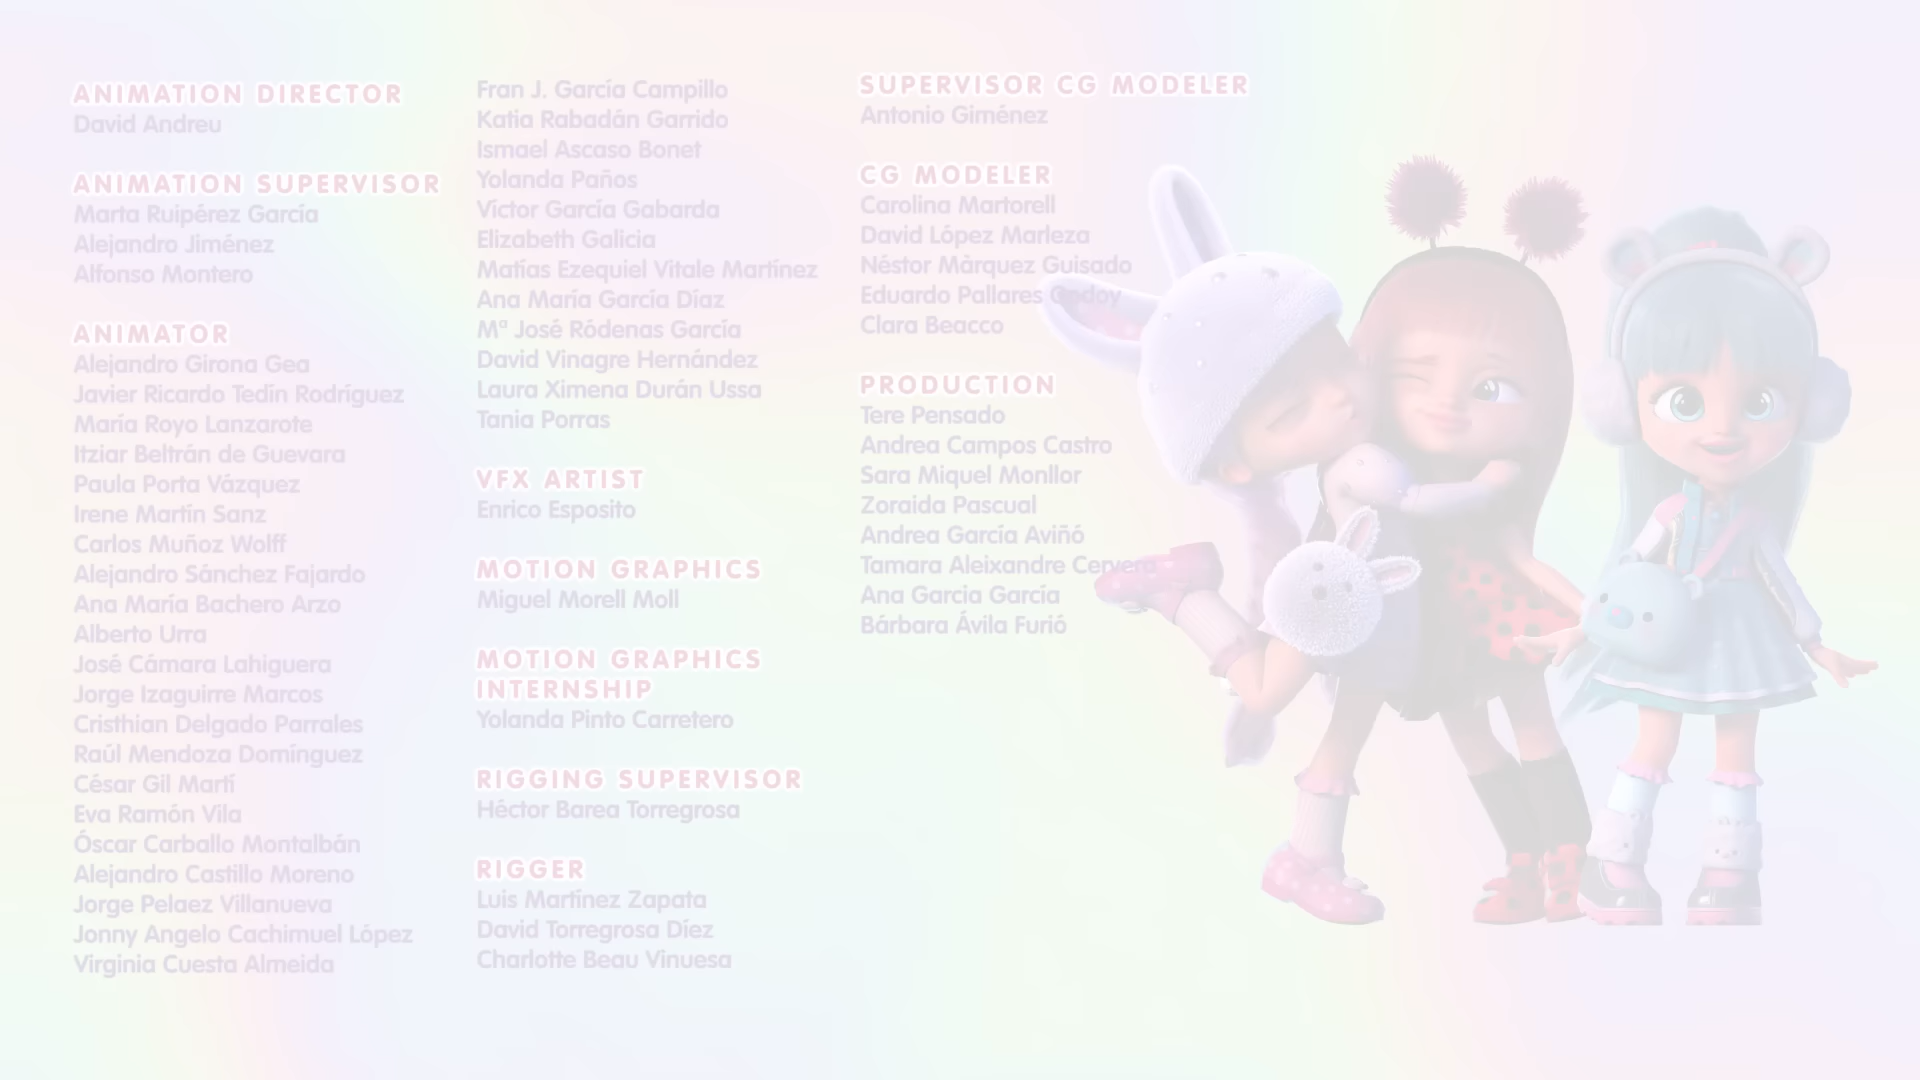 ANIMATION DIRECTOR
David Andreu
ANIMATION SUPERVISOR
Marta Ruipérez García
Alejandro Jiménez
Alfonso Montero
ANIMATOR
Alejandro Girona Gea
Javier Ricardo Tedín Rodríguez
María Royo Lanzarote
Itziar Beltrán de Guevara
Paula Porta Vázquez
Irene Martín Sanz
Carlos Muñoz Wolff
Alejandro Sánchez Fajardo
Ana María Bachero Arzo
Alberto Urra
José Cámara Lahiguera
Jorge Izaguirre Marcos
Cristhian Delgado Parrales
Raúl Mendoza Domínguez
César Gil Martí
Eva Ramón Vila
Óscar Carballo Montalbán
Alejandro Castillo Moreno
Jorge Pelaez Villanueva
Jonny Angelo Cachimuel López
Virginia Cuesta Almeida
Fran J. García Campillo
Katia Rabadán Garrido
Ismael Ascaso Bonet
Yolanda Paños
Víctor García Gabarda
Elizabeth Galicia
Matías Ezequiel Vitale Martínez
Ana María García Díaz
Mª José Ródenas García
David Vinagre Hernández
Laura Ximena Durán Ussa
Tania Porras
VFX ARTIST
Enrico Esposito
MOTION GRAPHICS
Miguel Morell Moll
MOTION GRAPHICS
INTERNSHIP
Yolanda Pinto Carretero
RIGGING SUPERVISOR
Héctor Barea Torregrosa
RIGGER
Luis Martínez Zapata
David Torregrosa Díez
Charlotte Beau Vinuesa
SUPERVISOR CG MODELER
Antonio Giménez
CG MODELER
Carolina Martorell
David López Marleza
Néstor Márquez Guisado
Eduardo Pallares Godoy
Clara Beacco
PRODUCTION
Tere Pensado
Andrea Campos Castro
Sara Miquel Monllor
Zoraida Pascual
Andrea García Aviñó
Tamara Aleixandre Cervera
Ana Garcia García
Bárbara Ávila Furió